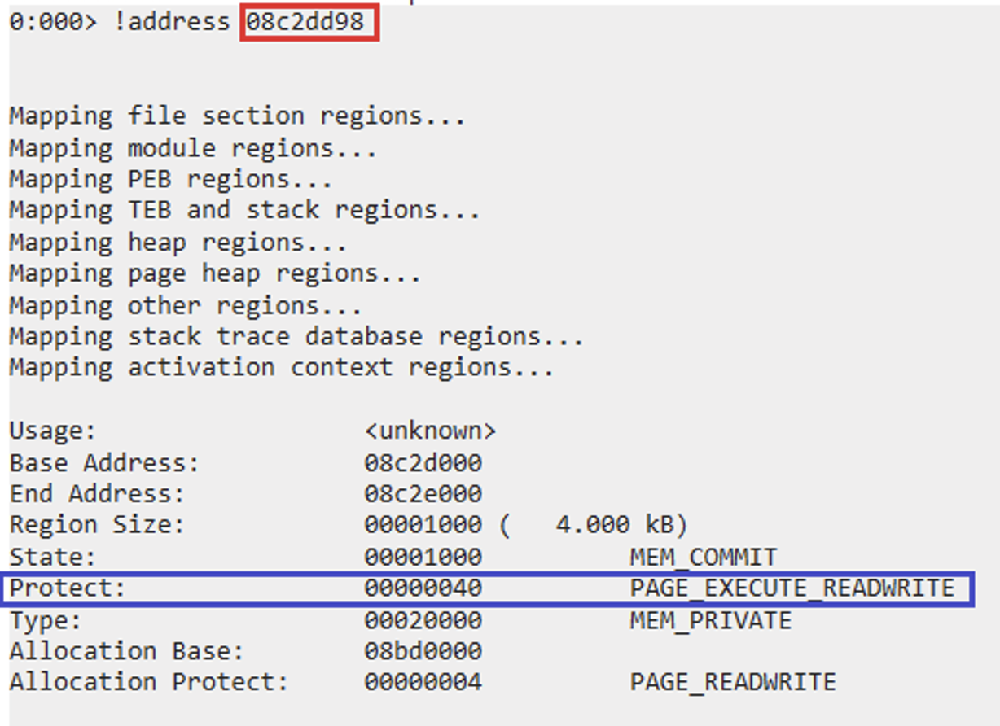 0:000> !address 08c2dd98
Mapping file section regions...
Mapping module regions...
Mapping PEB regions...
Mapping TEB and stack regions...
Mapping heap regions...
Mapping page heap regions...
Mapping other regions...
Mapping stack trace database regions...
Mapping activation context regions...
Usage: <unknown>
Base Address: 08c2d000
End Address: 08c2e000
Region Size: 00001000 ( 4.000 kB)
State: 00001000 MEM_COMMIT
Protect: 00000040 PAGE_EXECUTE_READWRITE
Type: 00020000 MEM_PRIVATE
Allocation Base: 08bd0000
Allocation Protect: 00000004 PAGE_READWRITE